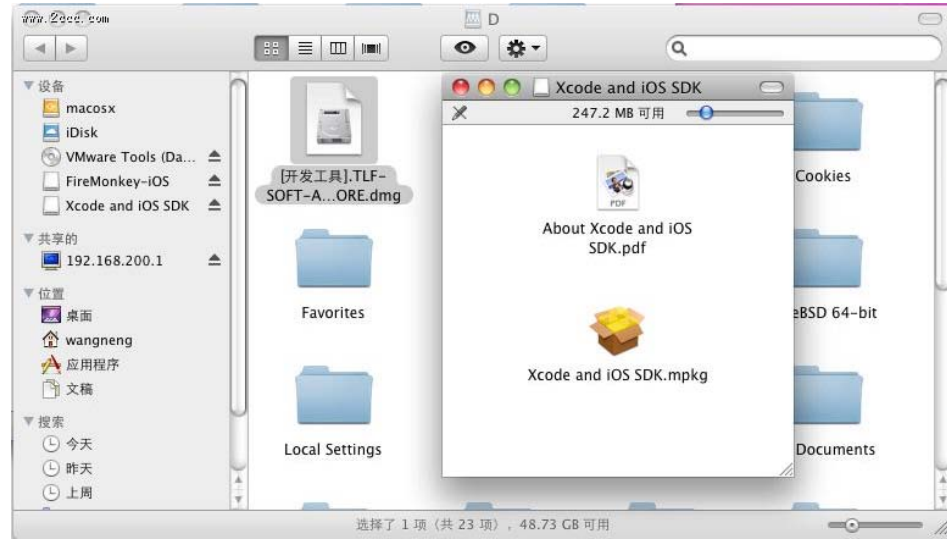 www.2cto.com
D
设备
macosx
iDisk
VMware Tools (Da...
FireMonkey-iOS
Xcode and iOS SDK
共享的
192.168.200.1
位置
桌面
wangneng
应用程序
文稿
搜索
今天
昨天
上周
[开发工具].TLF-
SOFT-A...ORE.dmg
Favorites
Local Settings
Cookies
eBSD 64-bit
Documents
Xcode and iOS SDK
247.2 MB 可用
PDF
About Xcode and iOS
SDK.pdf
Xcode and iOS SDK.mpkg
选择了 1 项（共 23 项），48.73 GB 可用